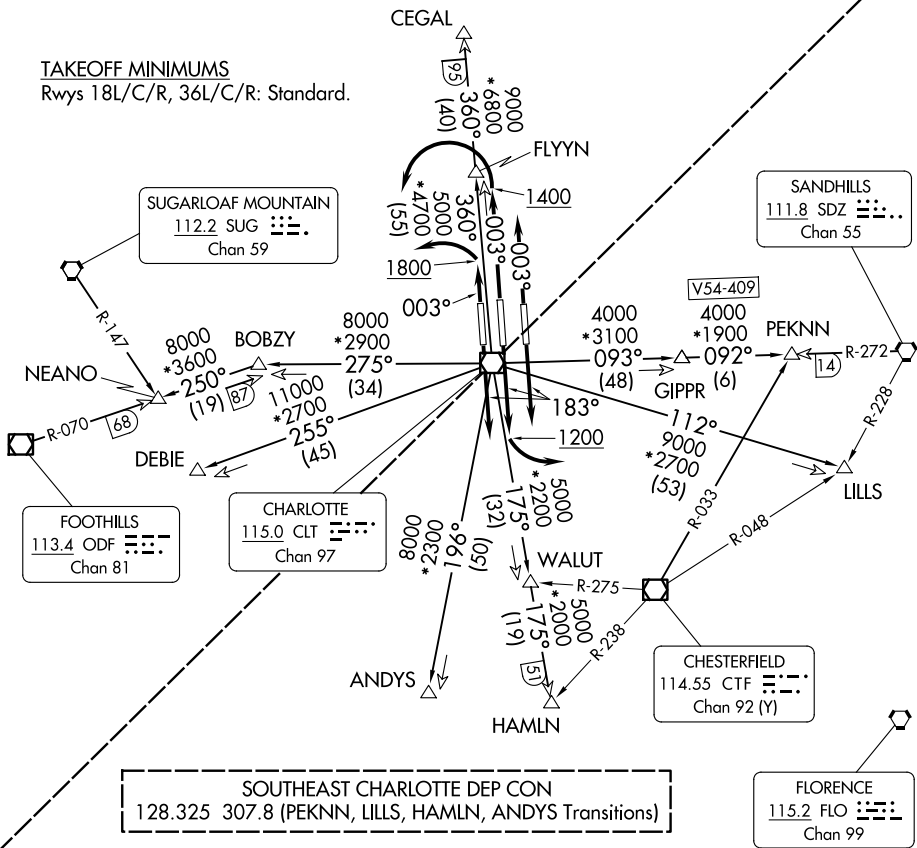 CEGAL
TAKEOFF MINIMUMS
Rwys 18L/C/R, 36L/C/R: Standard.
95
360°
(40)
9000
*6800
FLYYN
1400
5000
*4700
360°
(55)
003°
003°
1800
003°
SUGARLOAF MOUNTAIN
112.2 SUG
Chan 59
SANDHILLS
111.8 SDZ
Chan 55
R-147
NEANO
8000
*3600
250°
(19)
87
BOBZY
8000
*2900
275°
(34)
4000
*3100
093°
(48)
GIPPR
V54-409
4000
*1900
092°
(6)
PEKNN
14
R-272
R-228
R-070
68
11000
*2700
255°
(45)
DEBIE
183°
1200
112°
9000
*2700
(53)
LILLS
FOOTHILLS
113.4 ODF
Chan 81
CHARLOTTE
115.0 CLT
Chan 97
8000
*2300
196°
(50)
5000
*2200
175°
(32)
WALUT
R-275
R-033
R-048
5000
*2000
175°
(19)
51
R-238
ANDYS
HAMLN
CHESTERFIELD
114.55 CTF
Chan 92 (Y)
SOUTHEAST CHARLOTTE DEP CON
128.325 307.8 (PEKNN, LILLS, HAMLN, ANDYS Transitions)
FLORENCE
115.2 FLO
Chan 99